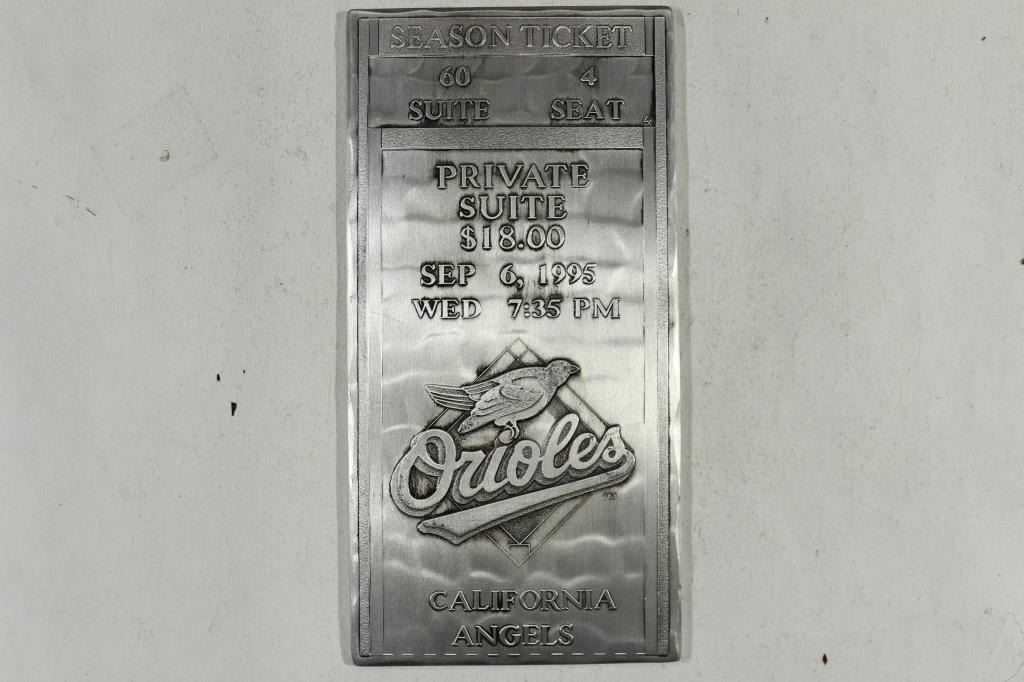 SEASON TICKET
60 4
SUITE SEAT
PRIVATE
SUITE
$18.00
SEP 6, 1995
WED 7:35 PM
Orioles
CALIFORNIA
ANGELS